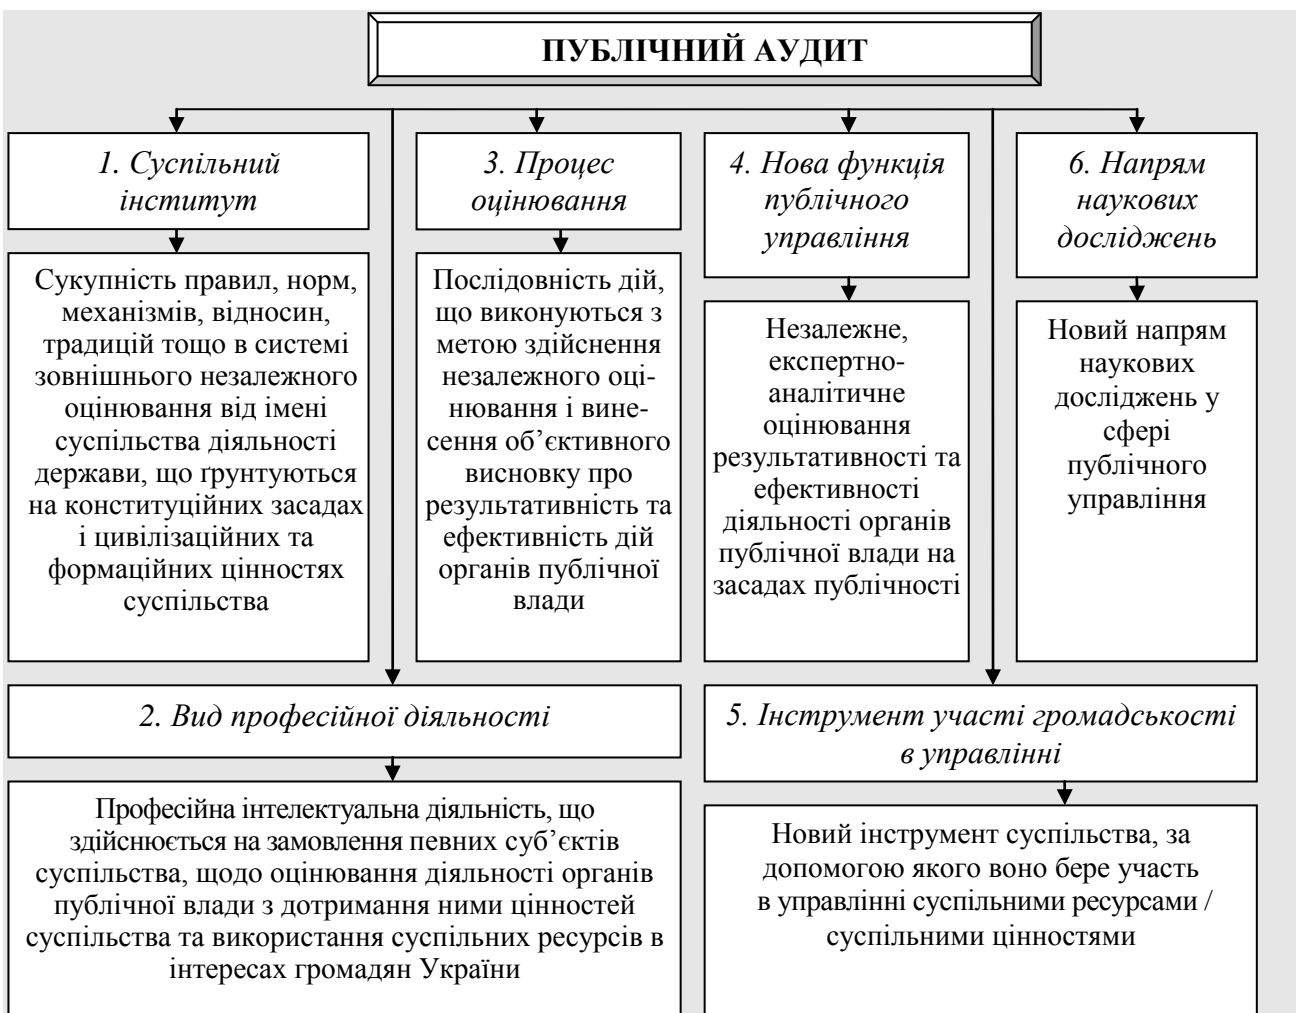 ПУБЛІЧНИЙ АУДИТ
1. Суспільний
інститут
Сукупність правил, норм,
механізмів, відносин,
традицій тощо в системі
зовнішнього незалежного
оцінювання від імені
суспільства діяльності
держави, що ґрунтуються
на конституційних засадах
і цивілізаційних та
формаційних цінностях
суспільства
3. Процес
оцінювання
Послідовність дій,
що виконуються з
метою здійснення
незалежного оці-
нювання і вине-
сення об’єктивного
висновку про
результативність та
ефективність дій
органів публічної
влади
4. Нова функція
публічного
управління
Незалежне,
експертно-
аналітичне
оцінювання
результативності та
ефективності
діяльності органів
публічної влади на
засадах публічності
6. Напрям
наукових
досліджень
Новий напрям
наукових
досліджень у
сфері
публічного
управління
2. Вид професійної діяльності
Професійна інтелектуальна діяльність, що
здійснюється на замовлення певних суб’єктів
суспільства, щодо оцінювання діяльності органів
публічної влади з дотримання ними цінностей
суспільства та використання суспільних ресурсів в
інтересах громадян України
5. Інструмент участі громадськості
в управлінні
Новий інструмент суспільства, за
допомогою якого воно бере участь
в управлінні суспільними ресурсами /
суспільними цінностями